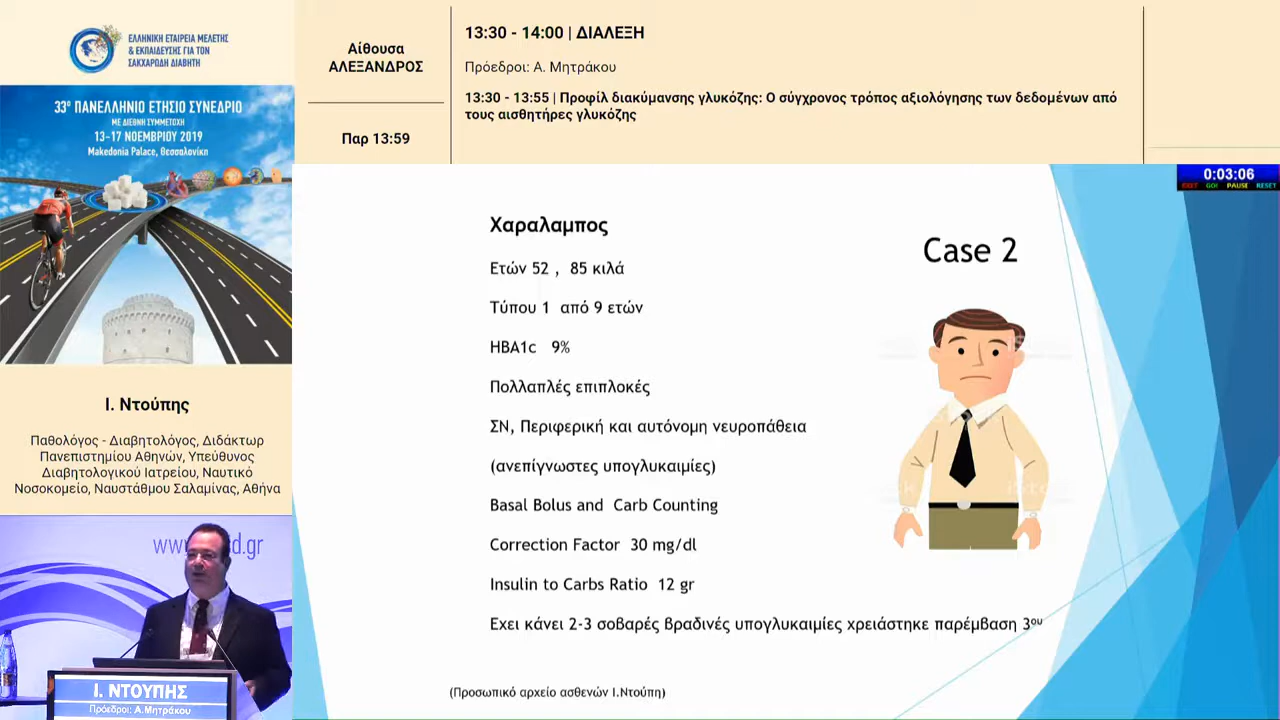 ΕΛΛΗΝΙΚΗ ΕΤΑΙΡΕΙΑ ΜΕΛΕΤΗΣ
& ΕΚΠΑΙΔΕΥΣΗΣ ΓΙΑ ΤΟΝ
ΣΑΚΧΑΡΩΔΗ ΔΙΑΒΗΤΗ
33ο ΠΑΝΕΛΛΗΝΙΟ ΕΤΗΣΙΟ ΣΥΝΕΔΡΙΟ
ΜΕ ΔΙΕΘΝΗ ΣΥΜΜΕΤΟΧΗ
13-17 ΝΟΕΜΒΡΙΟΥ 2019
Makedonia Palace, Θεσσαλονίκη
Αίθουσα
ΑΛΕΞΑΝΔΡΟΣ
Παρ 13:59
13:30 - 14:00 | ΔΙΑΛΕΞΗ
Πρόεδροι: Α. Μητράκου
13:30 - 13:55 | Προφίλ διακύμανσης γλυκόζης: Ο σύγχρονος τρόπος αξιολόγησης των δεδομένων από
τους αισθητήρες γλυκόζης
0:03:06
EXIT GO! PAUSE RESET
Χαραλαμπος
Case 2
Ετών 52 , 85 κιλά
Τύπου 1 από 9 ετών
HBA1c 9%
Πολλαπλές επιπλοκές
ΣΝ, Περιφερική και αυτόνομη νευροπάθεια
(ανεπίγνωστες υπογλυκαιμίες)
Basal Bolus and Carb Counting
Correction Factor 30 mg/dl
Insulin to Carbs Ratio 12 gr
Εχει κάνει 2-3 σοβαρές βραδινές υπογλυκαιμίες χρειάστηκε παρέμβαση 3ου
(Προσωπικό αρχείο ασθενών Ι.Ντούπη)
Ι. Ντούπης
Παθολόγος - Διαβητολόγος, Διδάκτωρ
Πανεπιστημίου Αθηνών, Υπεύθυνος
Διαβητολογικού Ιατρείου, Ναυτικό
Νοσοκομείο, Ναυστάθμου Σαλαμίνας, Αθήνα
Ι. ΝΤΟΥΠΗΣ
Πρόεδροι: Α.Μητράκου